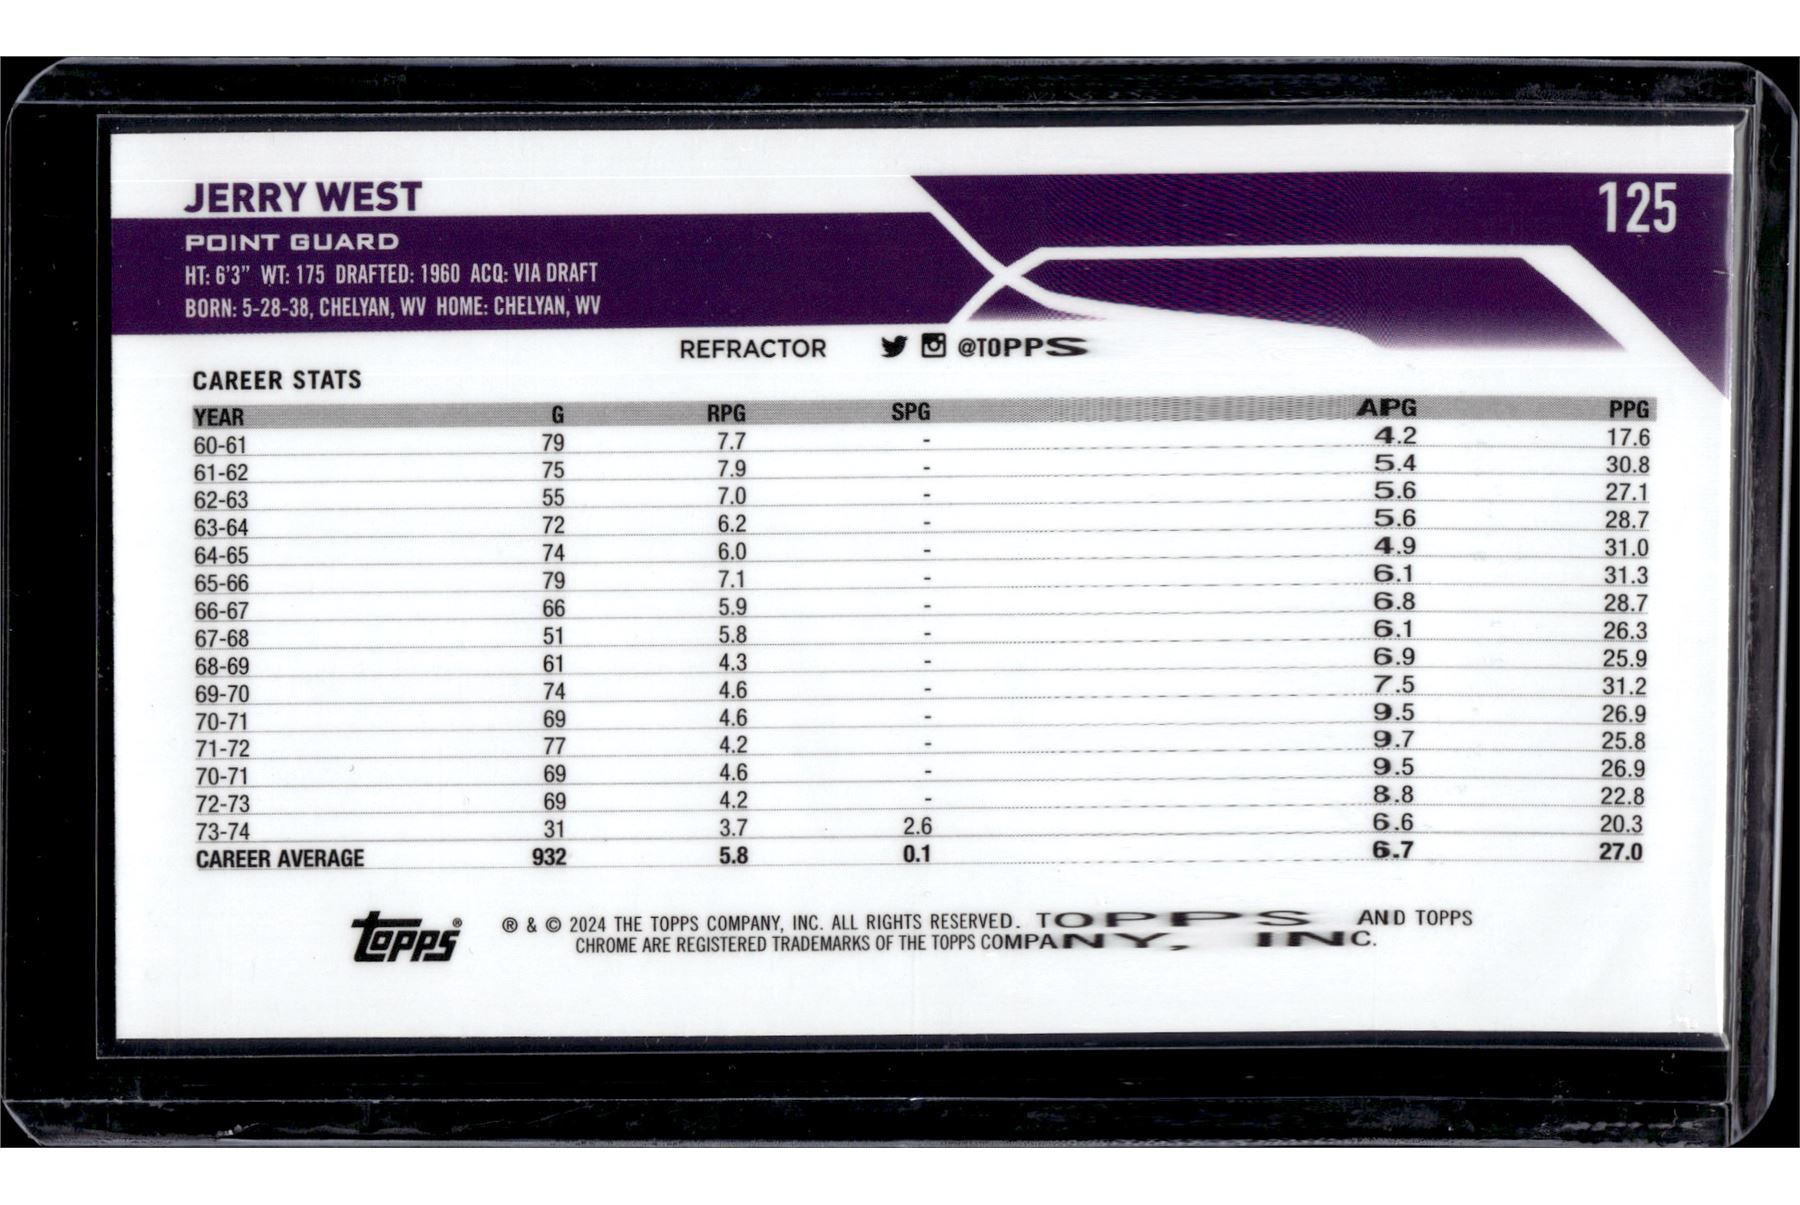 JERRY WEST
125
POINT GUARD
HT: 6'3" WT: 175 DRAFTED: 1960 ACQ: VIA DRAFT
BORN: 5-28-38, CHELYAN, WV HOME: CHELYAN, WV
REFRACTOR @TOPPS
CAREER STATS
YEAR G RPG SPG APG PPG
60-61 79 7.7 - 4.2 17.6
61-62 75 7.9 - 5.4 30.8
62-63 55 7.0 - 5.6 27.1
63-64 72 6.2 - 5.6 28.7
64-65 74 6.0 - 4.9 31.0
65-66 79 7.1 - 6.1 31.3
66-67 66 5.9 - 6.8 28.7
67-68 51 5.8 - 6.1 26.3
68-69 61 4.3 - 6.9 25.9
69-70 74 4.6 - 7.5 31.2
70-71 69 4.6 - 9.5 26.9
71-72 77 4.2 - 9.7 25.8
70-71 69 4.6 - 9.5 26.9
72-73 69 4.2 - 8.8 22.8
73-74 31 3.7 2.6 6.6 20.3
CAREER AVERAGE 932 5.8 0.1 6.7 27.0
Topps®
® & © 2024 THE TOPPS COMPANY, INC. ALL RIGHTS RESERVED. TOPPS AND TOPPS
CHROME ARE REGISTERED TRADEMARKS OF THE TOPPS COMPANY, INC.